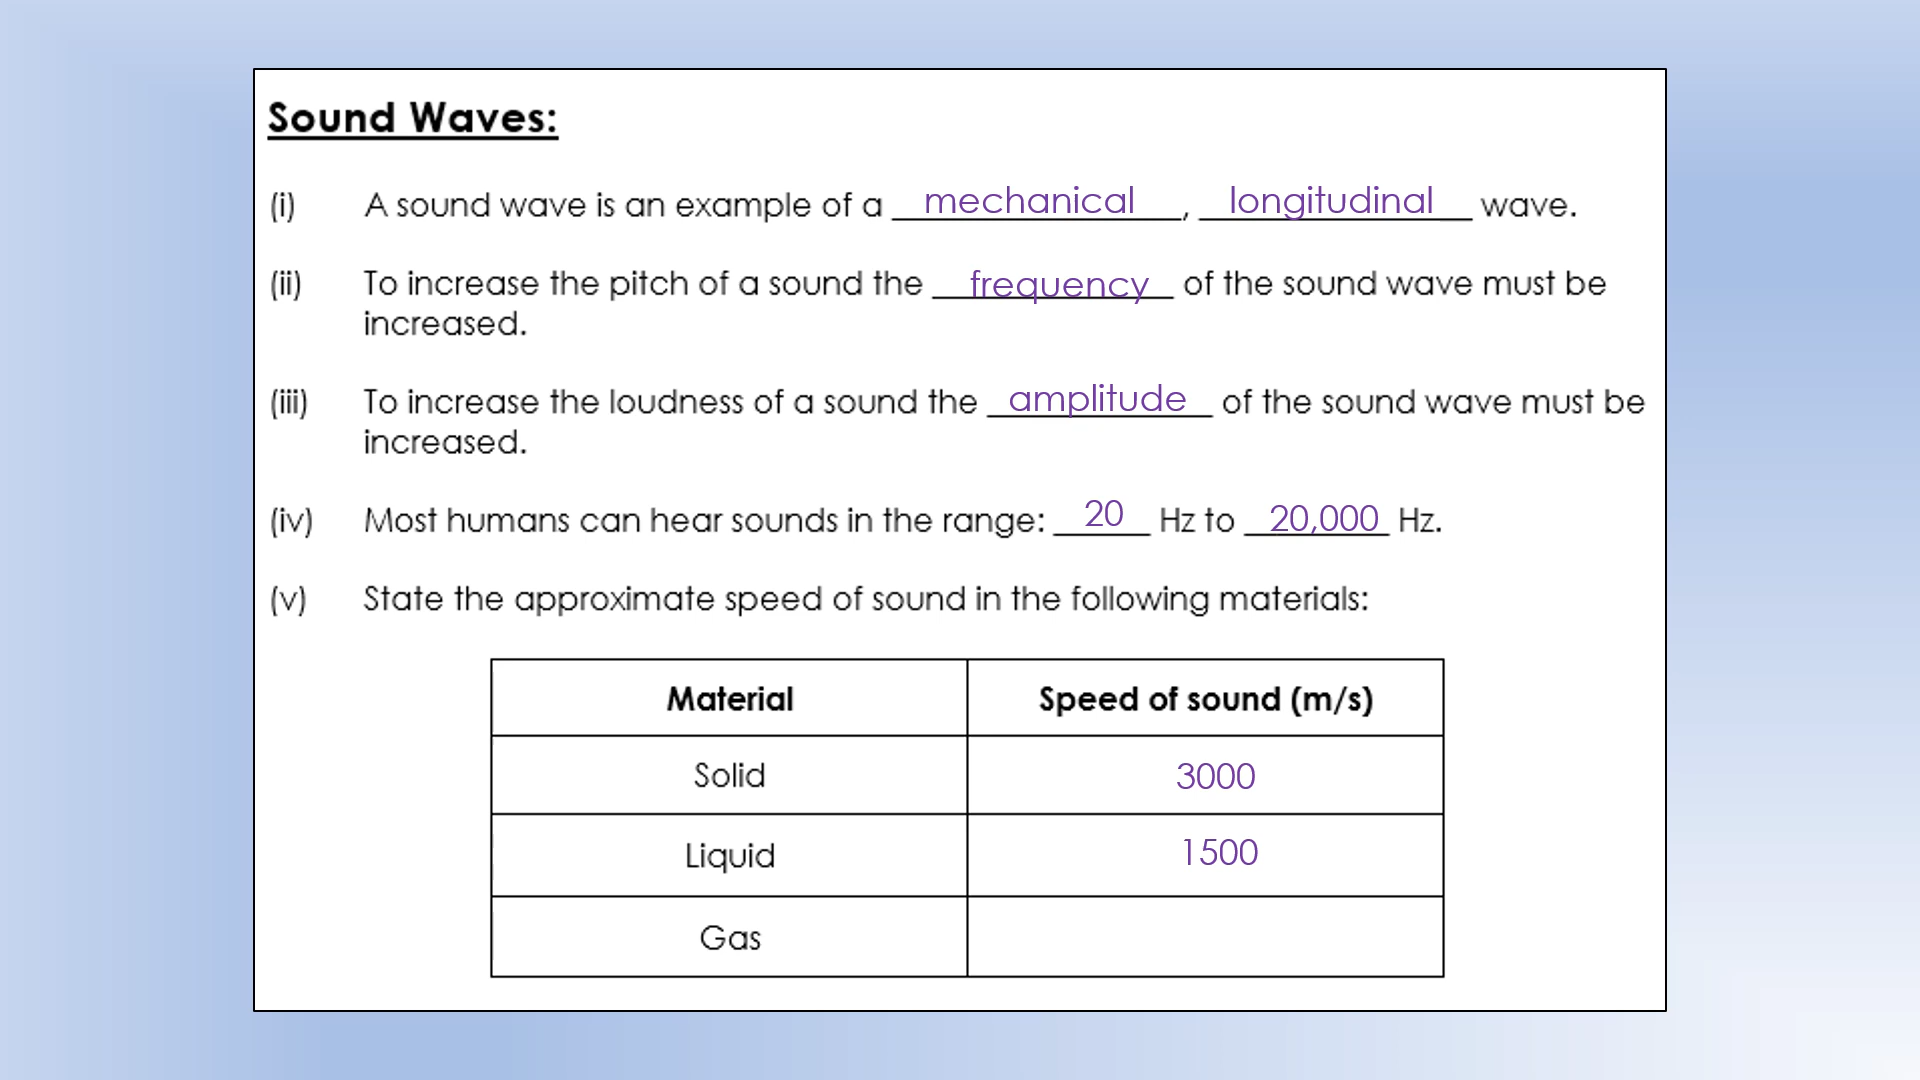 Sound Waves:
(i) A sound wave is an example of a mechanical, longitudinal wave.
(ii) To increase the pitch of a sound the frequency of the sound wave must be
increased.
(iii) To increase the loudness of a sound the amplitude of the sound wave must be
increased.
(iv) Most humans can hear sounds in the range: 20 Hz to 20,000 Hz.
(v) State the approximate speed of sound in the following materials:
Material Speed of sound (m/s)
Solid 3000
Liquid 1500
Gas